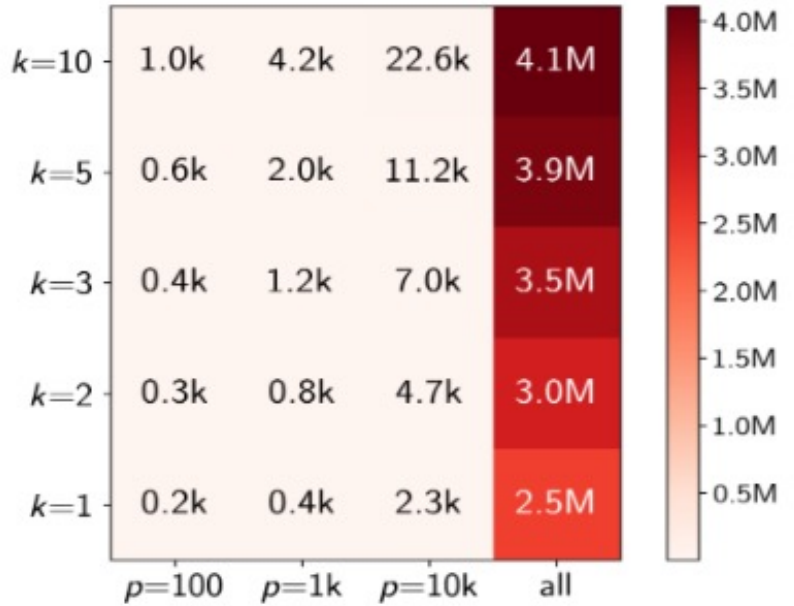 k=10 1.0k 4.2k 22.6k 4.1M
k=5 0.6k 2.0k 11.2k 3.9M
k=3 0.4k 1.2k 7.0k 3.5M
k=2 0.3k 0.8k 4.7k 3.0M
k=1 0.2k 0.4k 2.3k 2.5M
p=100 p=1k p=10k all
4.0M
3.5M
3.0M
2.5M
2.0M
1.5M
1.0M
0.5M